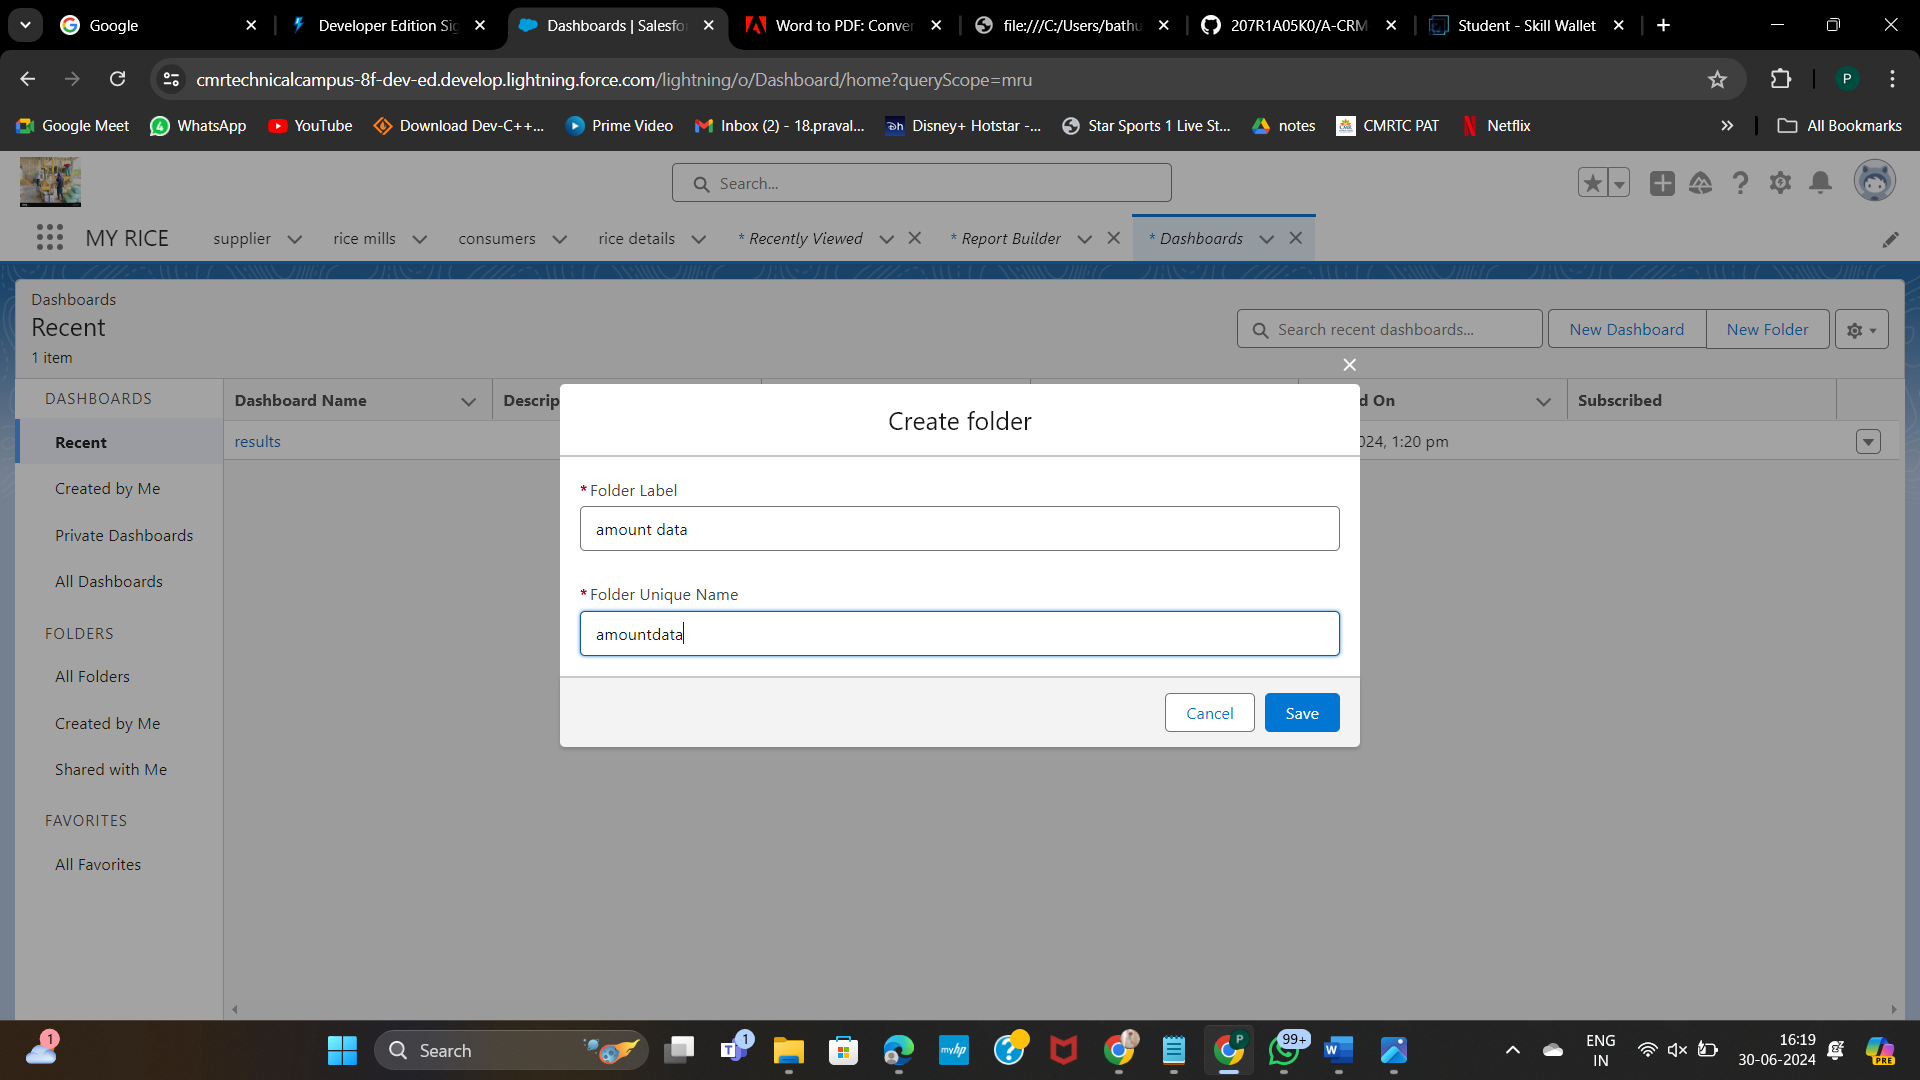 Google
Developer Edition Sig
Dashboards | Salesfo
Word to PDF: Conver
file:///C:/Users/bathu
207R1A05K0/A-CRM
Student - Skill Wallet
cmrtechnicalcampus-8f-dev-ed.develop.lightning.force.com/lightning/o/Dashboard/home?queryScope=mru
P
Google Meet
4
WhatsApp
YouTube
Download Dev-C++...
Prime Video
Inbox (2) - 18.praval...
Disney+ Hotstar -...
Star Sports 1 Live St...
notes
CMRTC PAT
Netflix
All Bookmarks
Search...
MY RICE
supplier
rice mills
consumers
rice details
* Recently Viewed
* Report Builder
* Dashboards
Dashboards
Recent
1 item
Search recent dashboards...
New Dashboard
New Folder
DASHBOARDS
Dashboard Name
Descrip
d On
Subscribed
Recent
results
024, 1:20 pm
Created by Me
Private Dashboards
All Dashboards
FOLDERS
All Folders
Created by Me
Shared with Me
FAVORITES
All Favorites
Create folder
* Folder Label
amount data
* Folder Unique Name
amountdata
Cancel
Save
1
Search
1
myhp
P
99+
ENG
IN
16:19
30-06-2024
PRE